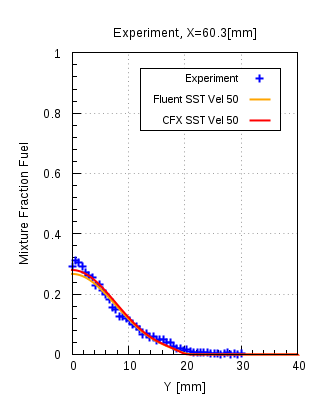 Experiment, X=60.3[mm]
Experiment
Fluent SST Vel 50
CFX SST Vel 50
Mixture Fraction Fuel
1
0.8
0.6
0.4
0.2
0
0 10 20 30 40
Y [mm]